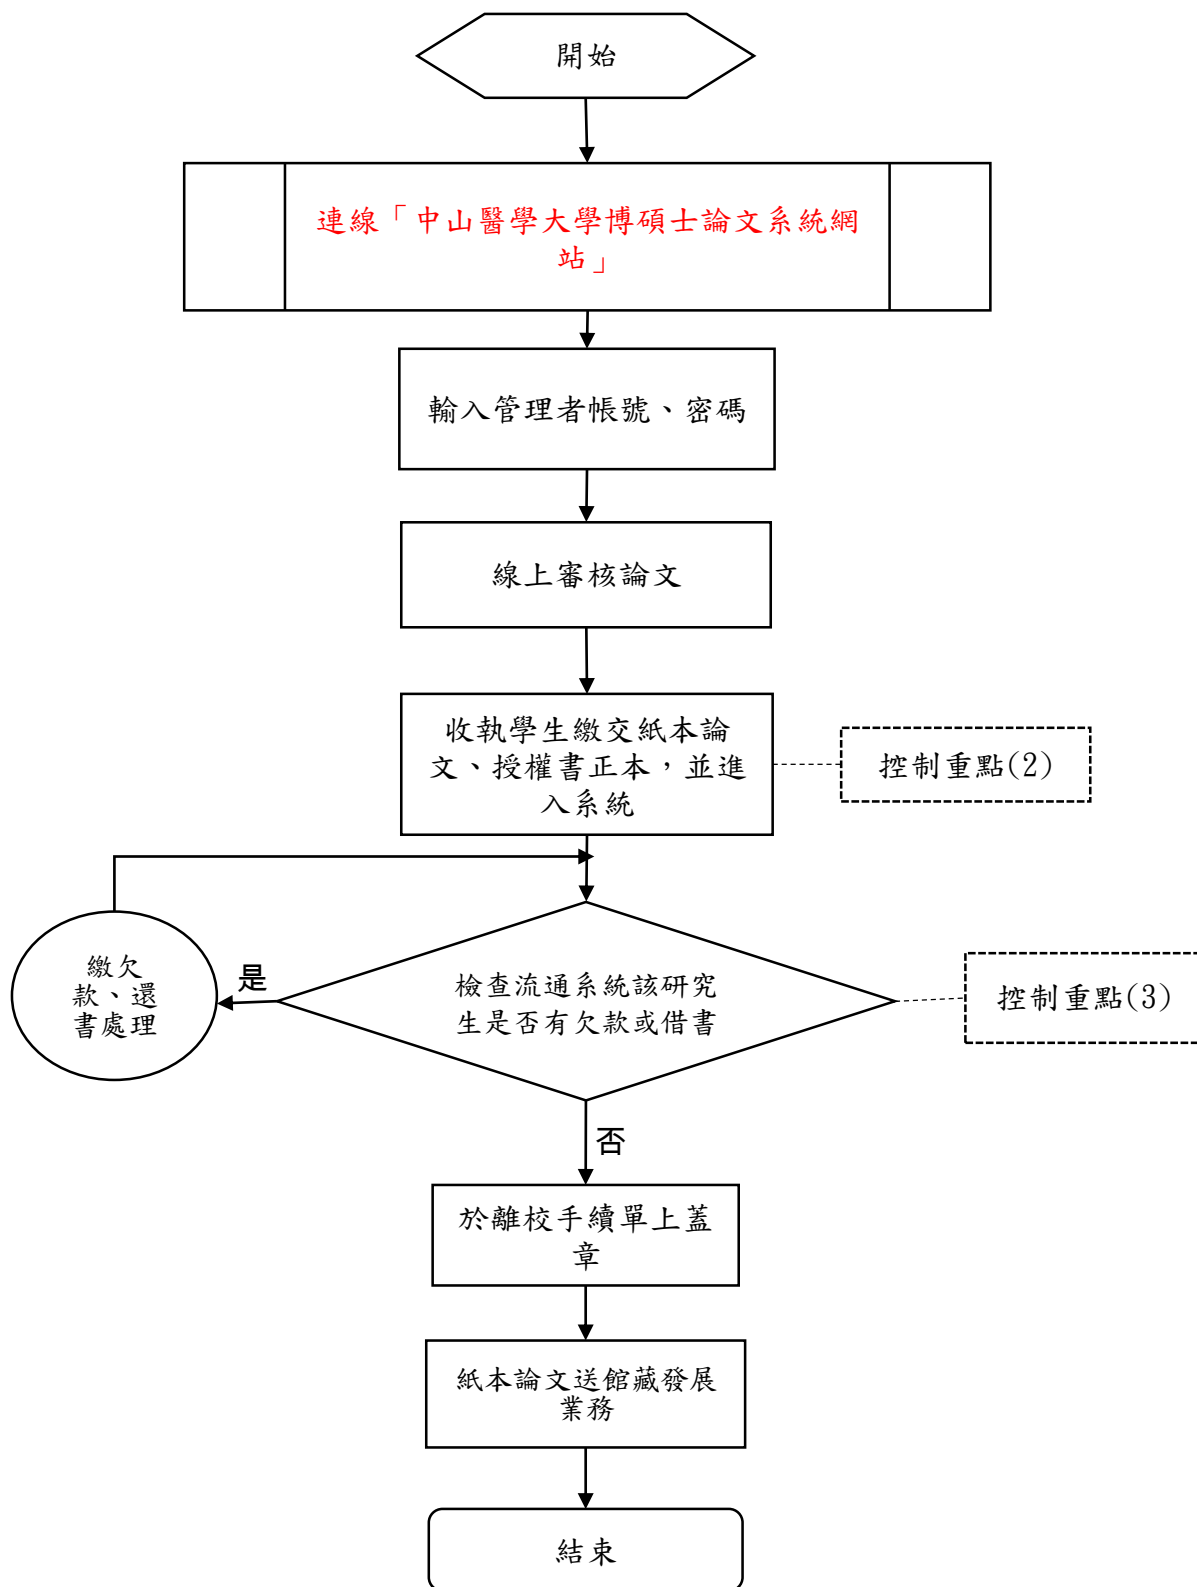 開始
連線「中山醫學大學博碩士論文系統網
站」
輸入管理者帳號、密碼
線上審核論文
收執學生繳交紙本論
文、授權書正本，並進
入系統
控制重點(2)
繳欠
款、還
書處理
是
檢查流通系統該研究
生是否有欠款或借書
控制重點(3)
否
於離校手續單上蓋
章
紙本論文送館藏發展
業務
結束